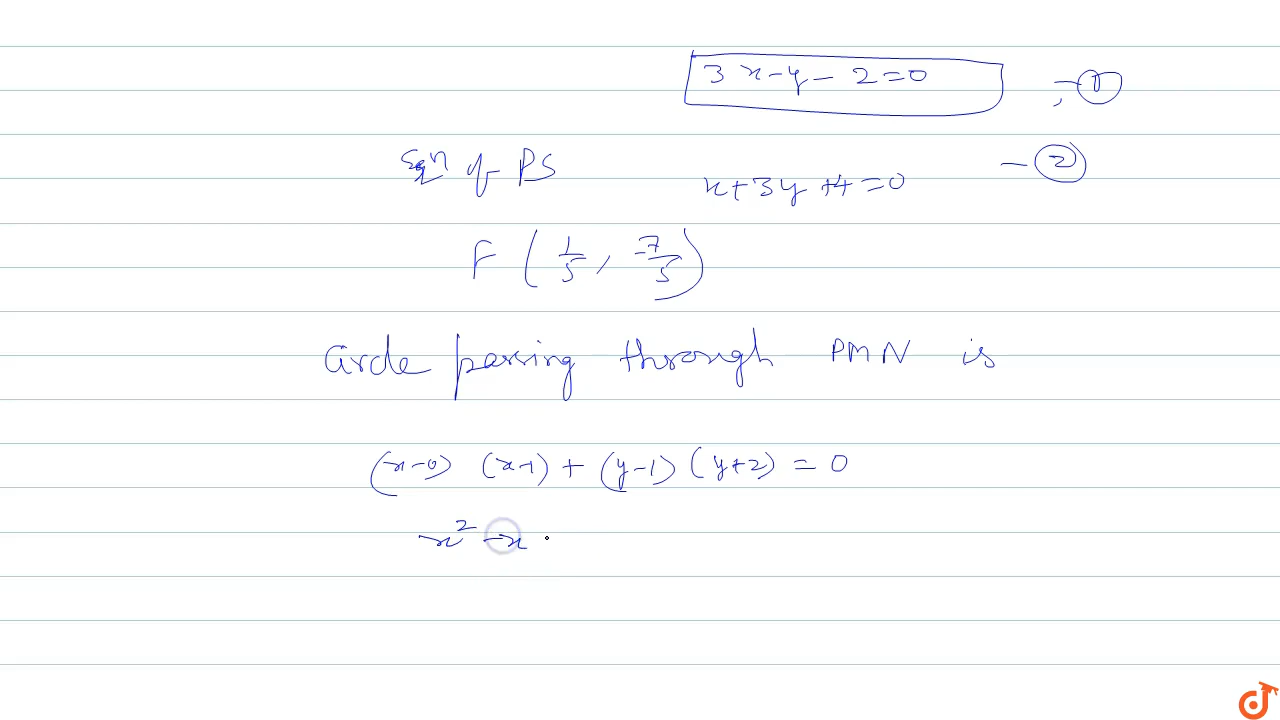 3x-y-2=0 -①
Eqn of PS x+3y+4=0 -②
F (1/5, -7/5)
Circle passing through PMN is
(x-0) (x-1) + (y-1) (y+2) = 0
x² -x